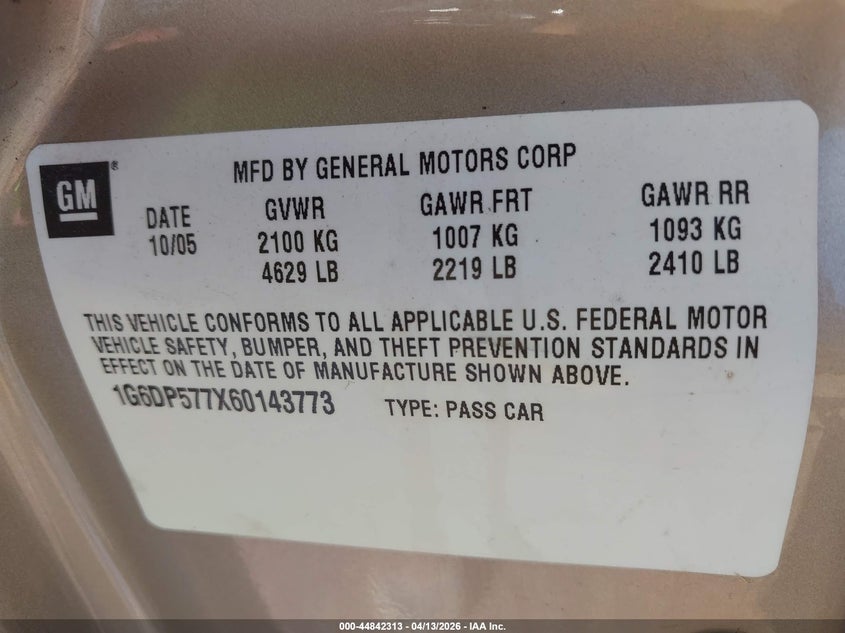 GM ®
MFD BY GENERAL MOTORS CORP
DATE GVWR GAWR FRT GAWR RR
10/05 2100 KG 1007 KG 1093 KG
4629 LB 2219 LB 2410 LB
THIS VEHICLE CONFORMS TO ALL APPLICABLE U.S. FEDERAL MOTOR
VEHICLE SAFETY, BUMPER, AND THEFT PREVENTION STANDARDS IN
EFFECT ON THE DATE OF MANUFACTURE SHOWN ABOVE.
1G6DP577X60143773 TYPE: PASS CAR
000-44842313 - 04/13/2026 - IAA Inc.